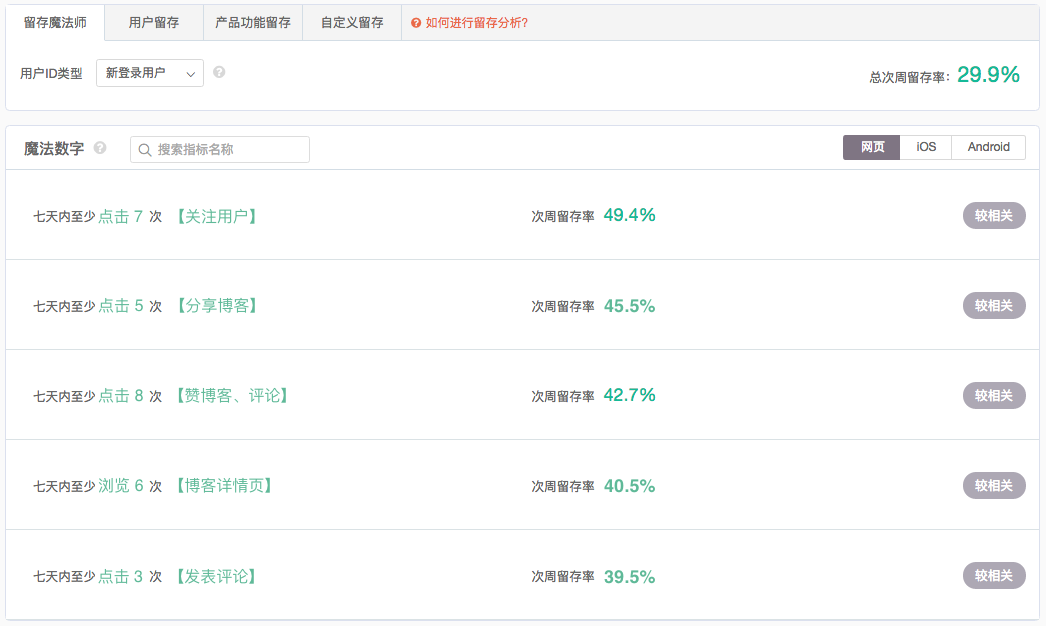 留存魔法师 用户留存 产品功能留存 自定义留存 ? 如何进行留存分析?
用户ID类型 新登录用户 ? 总次周留存率: 29.9%
魔法数字 ? 搜索指标名称 网页 iOS Android
七天内至少点击 7 次 【关注用户】 次周留存率 49.4% 较相关
七天内至少点击 5 次 【分享博客】 次周留存率 45.5% 较相关
七天内至少点击 8 次 【赞博客、评论】 次周留存率 42.7% 较相关
七天内至少浏览 6 次 【博客详情页】 次周留存率 40.5% 较相关
七天内至少点击 3 次 【发表评论】 次周留存率 39.5% 较相关